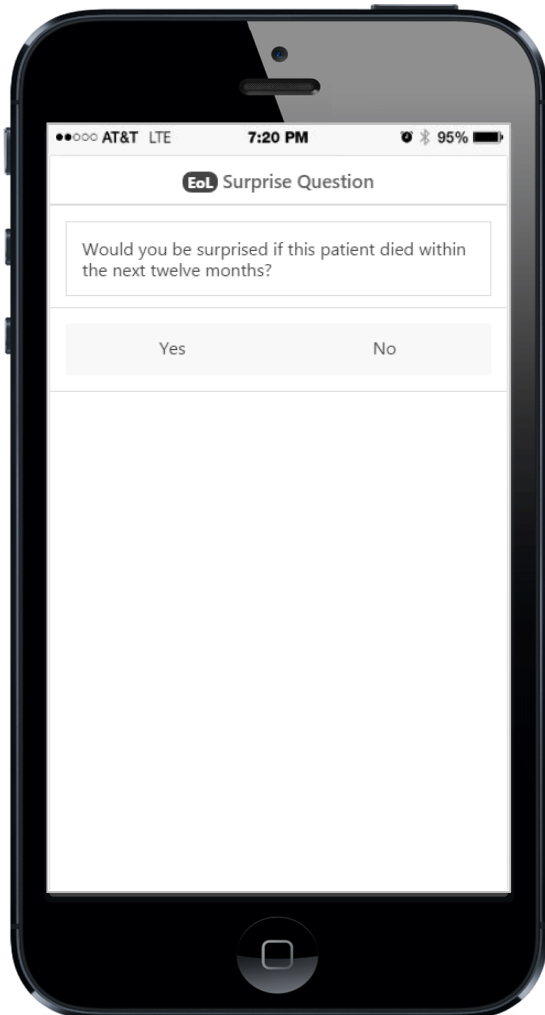 AT&T LTE 7:20 PM 95%
EoL Surprise Question
Would you be surprised if this patient died within
the next twelve months?
Yes No